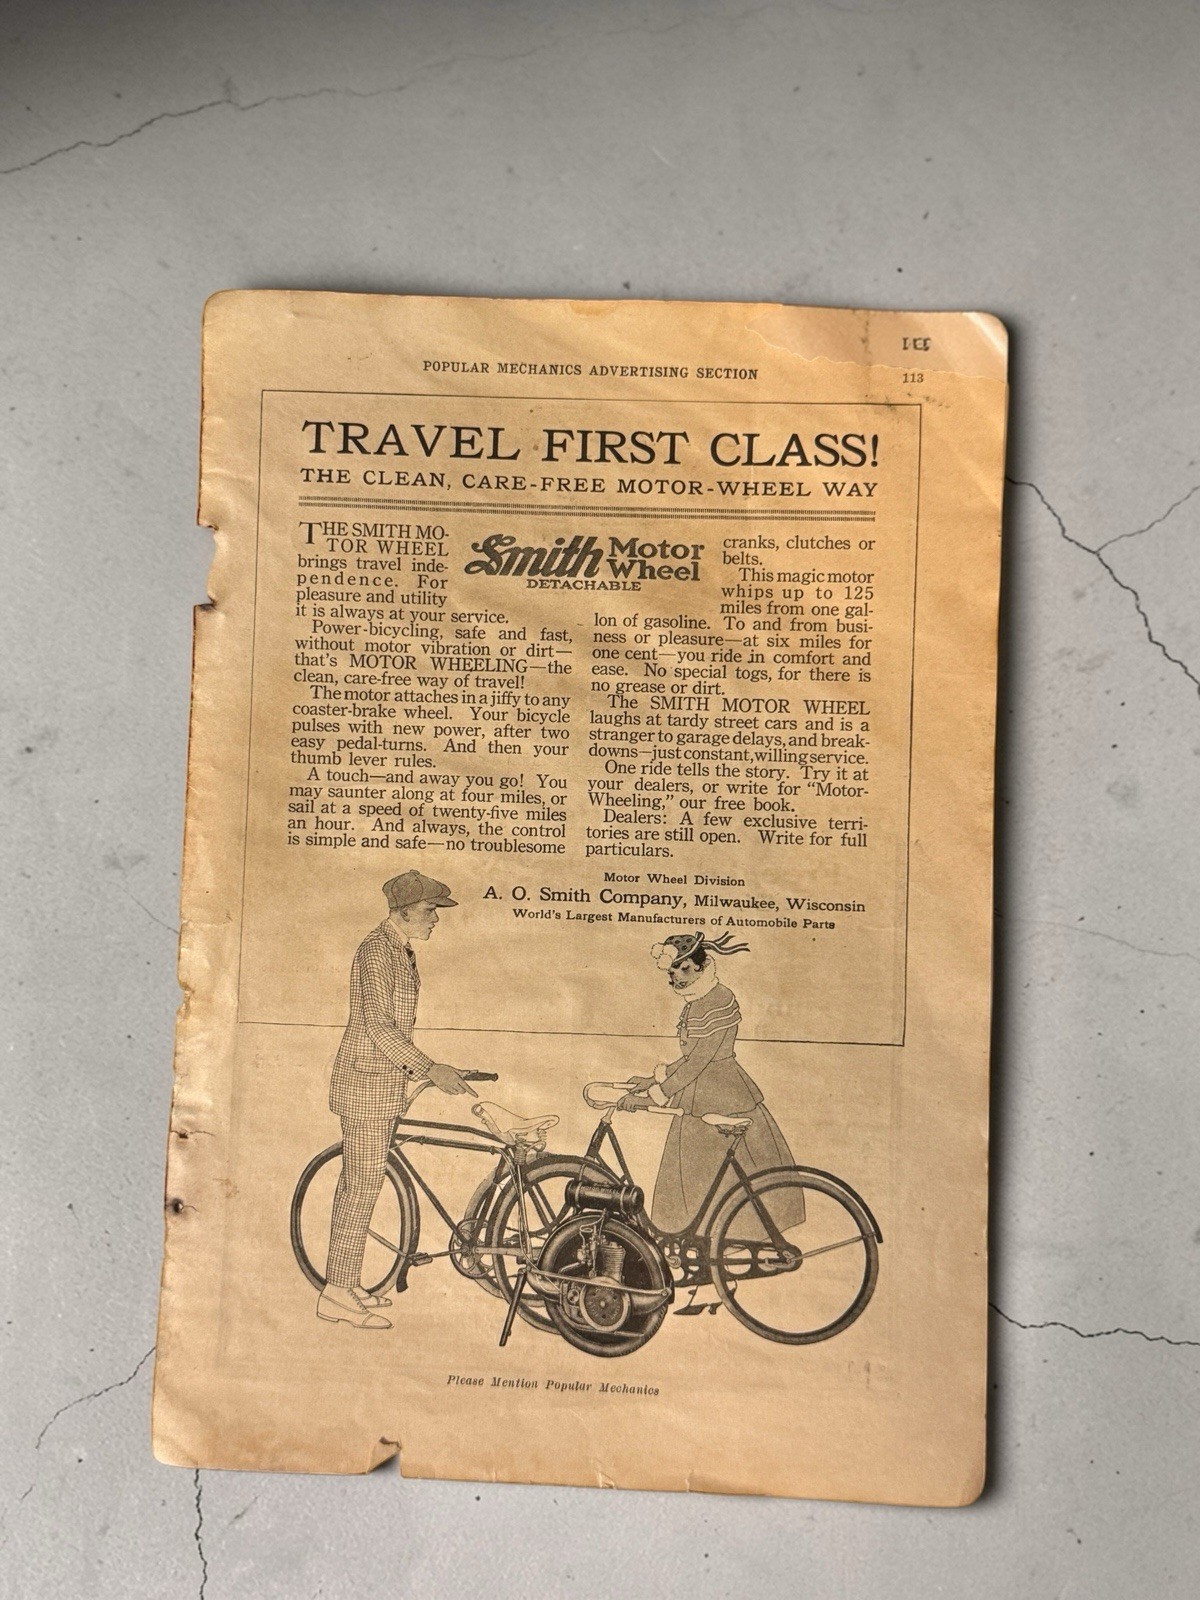 POPULAR MECHANICS ADVERTISING SECTION
113
TRAVEL FIRST CLASS!
THE CLEAN, CARE-FREE MOTOR-WHEEL WAY
Smith Motor
Wheel
DETACHABLE
THE SMITH MO-
TOR WHEEL
brings travel inde-
pendence. For
pleasure and utility
it is always at your service.
Power-bicycling, safe and fast,
without motor vibration or dirt—
that's MOTOR WHEELING—the
clean, care-free way of travel!
The motor attaches in a jiffy to any
coaster-brake wheel. Your bicycle
pulses with new power, after two
easy pedal-turns. And then your
thumb lever rules.
A touch—and away you go! You
may saunter along at four miles, or
sail at a speed of twenty-five miles
an hour. And always, the control
is simple and safe—no troublesome
cranks, clutches or
belts.
This magic motor
whips up to 125
miles from one gal-
lon of gasoline. To and from busi-
ness or pleasure—at six miles for
one cent—you ride in comfort and
ease. No special togs, for there is
no grease or dirt.
The SMITH MOTOR WHEEL
laughs at tardy street cars and is a
stranger to garage delays, and break-
downs—just constant, willing service.
One ride tells the story. Try it at
your dealers, or write for "Motor-
Wheeling," our free book.
Dealers: A few exclusive terri-
tories are still open. Write for full
particulars.
Motor Wheel Division
A. O. Smith Company, Milwaukee, Wisconsin
World's Largest Manufacturers of Automobile Parts
Please Mention Popular Mechanics